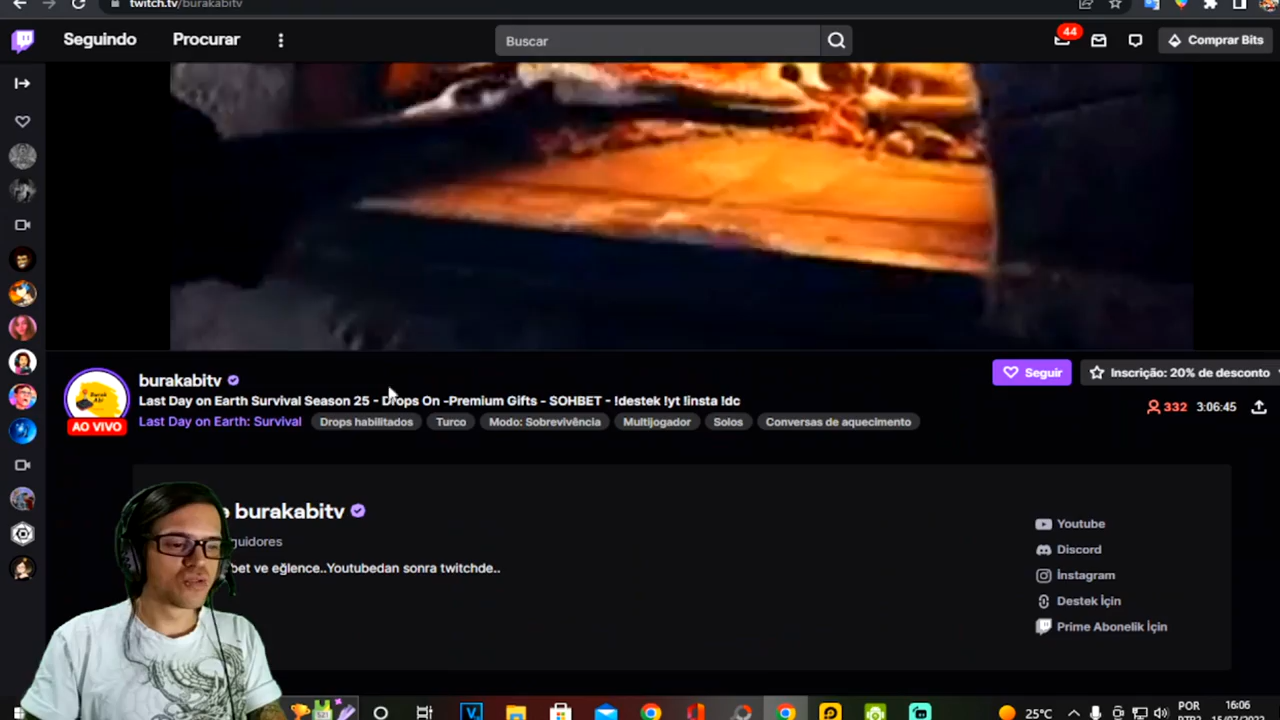 twitch.tv/burakabitv
Seguindo
Procurar
Buscar
44
Comprar Bits
burakabitv
Last Day on Earth Survival Season 25 - Drops On -Premium Gifts - SOHBET - !destek !yt !insta !dc
AO VIVO
Last Day on Earth: Survival
Drops habilitados
Turco
Modo: Sobrevivência
Multijogador
Solos
Conversas de aquecimento
Seguir
Inscrição: 20% de desconto
332
3:06:45
burakabitv
guidores
bet ve eğlence..Youtubedan sonra twitchde..
Youtube
Discord
İnstagram
Destek İçin
Prime Abonelik İçin
25°C
POR
16:06